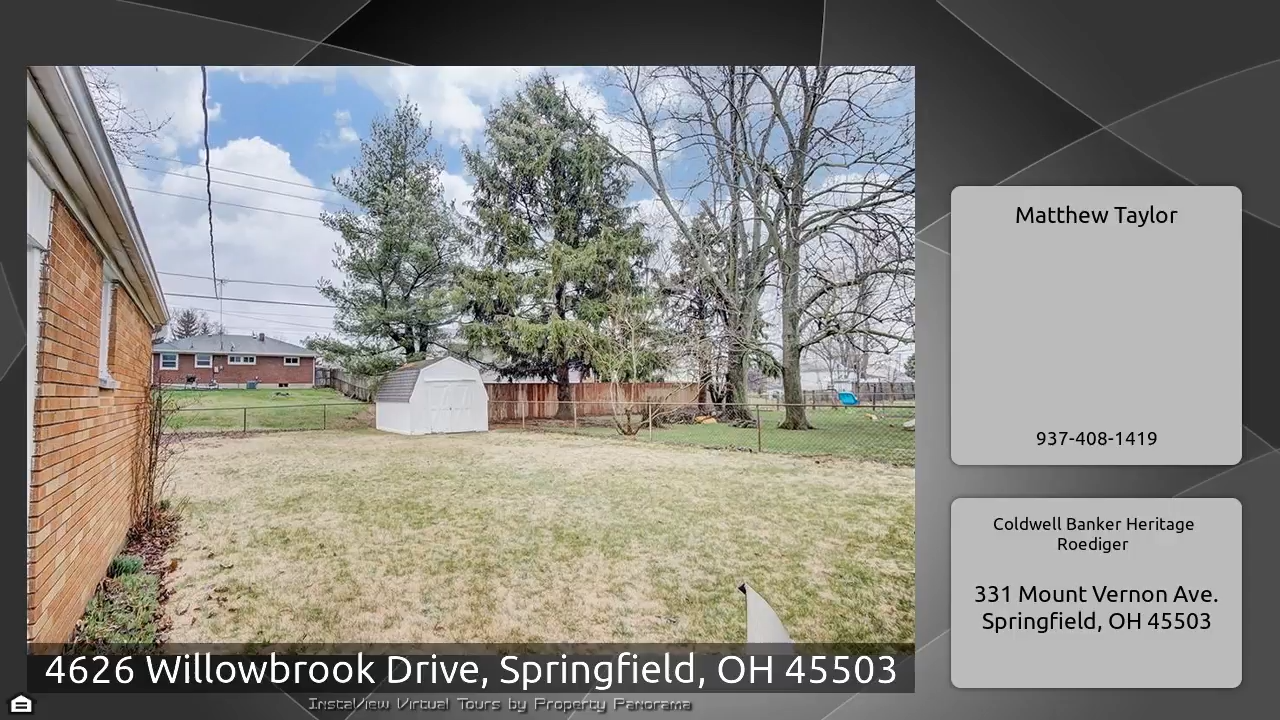 Matthew Taylor
937-408-1419
Coldwell Banker Heritage
Roediger
331 Mount Vernon Ave.
Springfield, OH 45503
4626 Willowbrook Drive, Springfield, OH 45503
InstaView Virtual Tours by Property Panorama